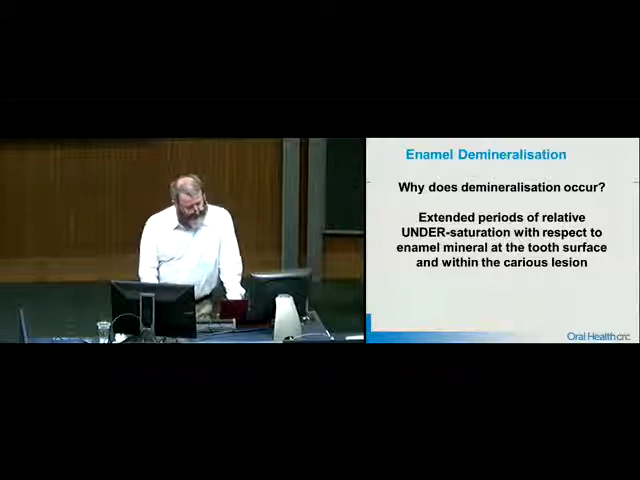 Enamel Demineralisation
Why does demineralisation occur?
Extended periods of relative
UNDER-saturation with respect to
enamel mineral at the tooth surface
and within the carious lesion
Oral Health crc